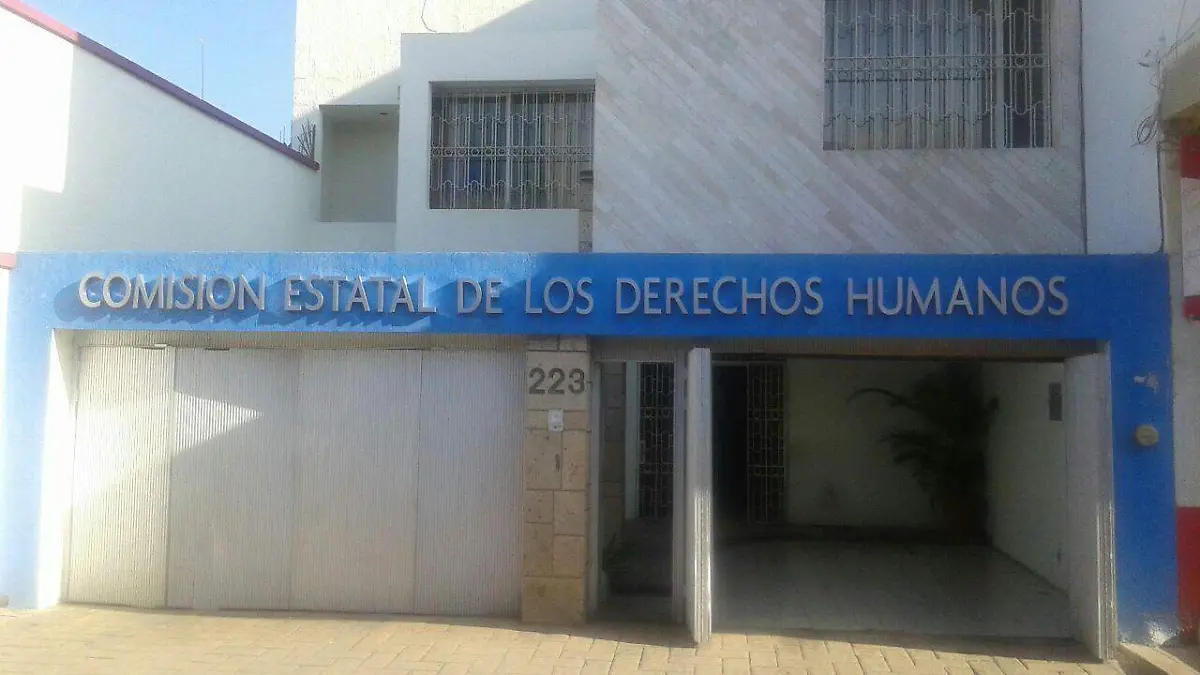 COMISION ESTATAL DE LOS DERECHOS HUMANOS
223